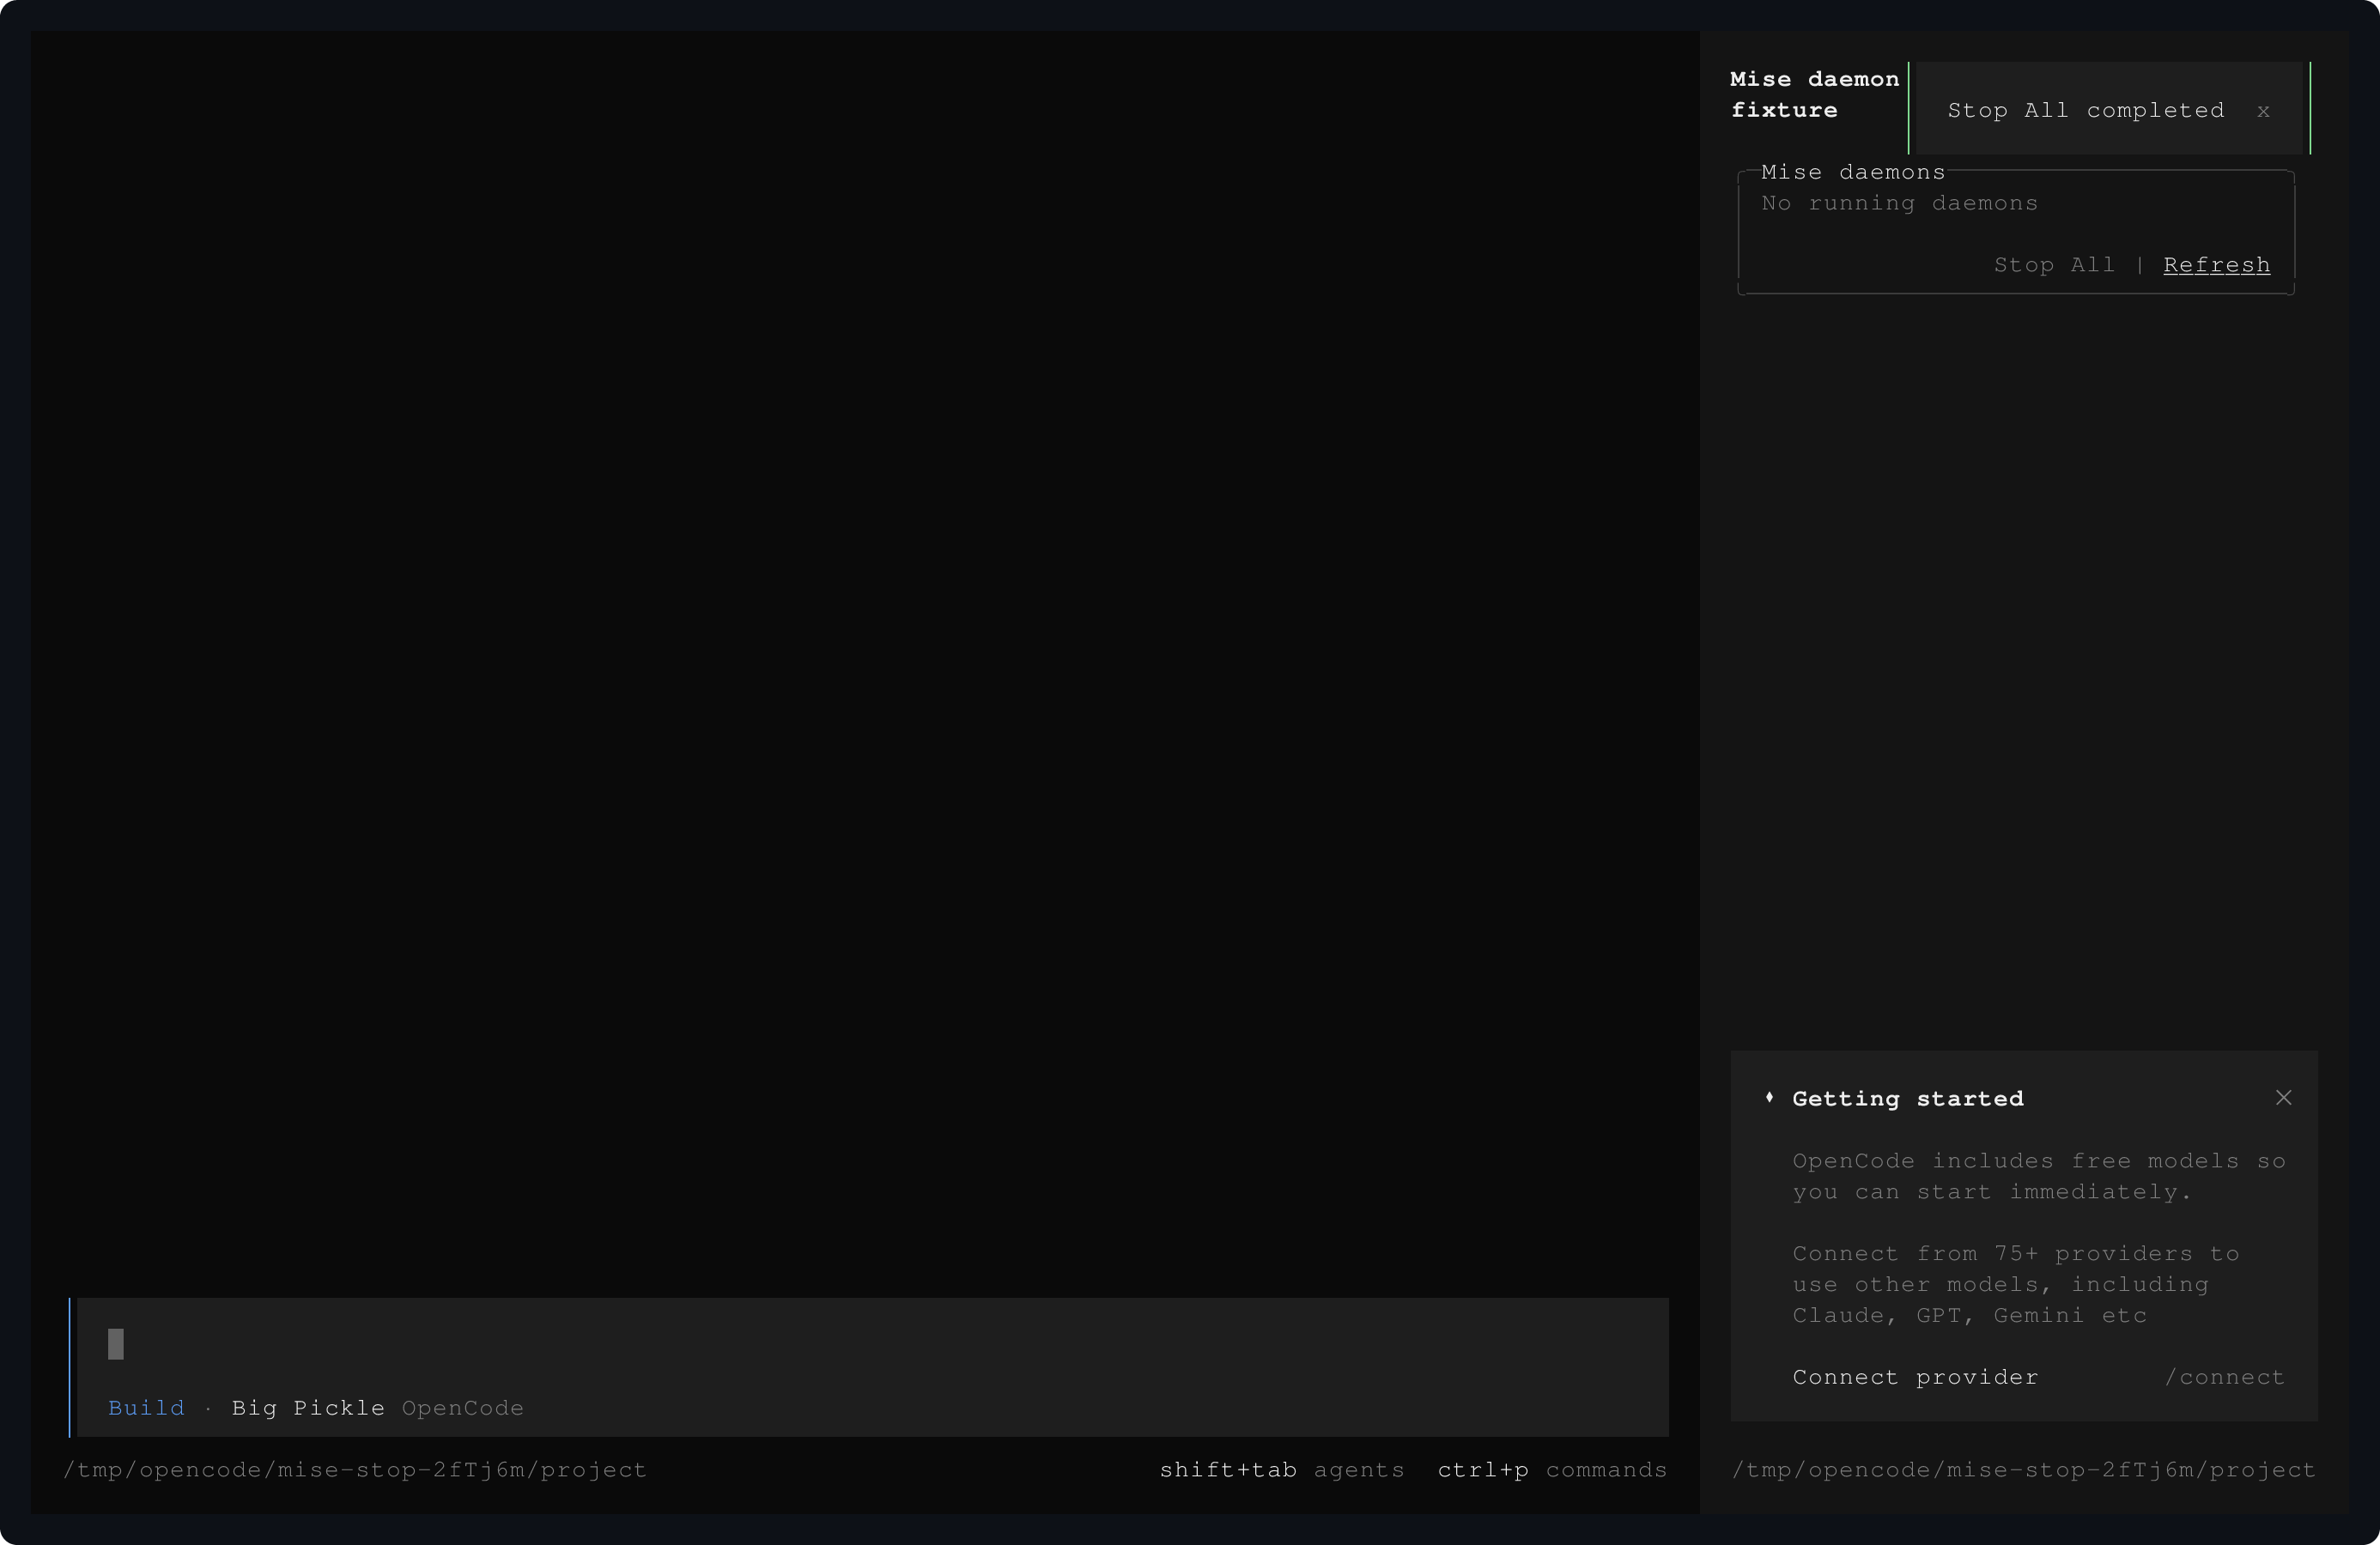 Mise daemon
fixture
Stop All completed x
Mise daemons
No running daemons
Stop All | Refresh
Getting started
OpenCode includes free models so
you can start immediately.
Connect from 75+ providers to
use other models, including
Claude, GPT, Gemini etc
Connect provider /connect
Build · Big Pickle OpenCode
/tmp/opencode/mise-stop-2fTj6m/project shift+tab agents ctrl+p commands
/tmp/opencode/mise-stop-2fTj6m/project